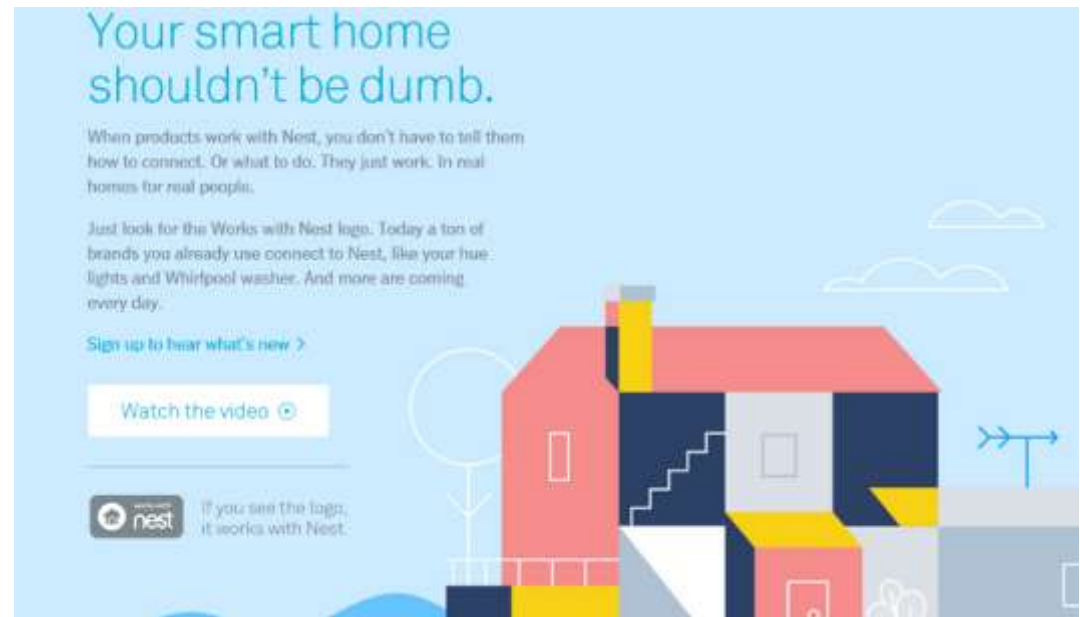 Your smart home
shouldn't be dumb.
When products work with Nest, you don't have to tell them
how to connect. Or what to do. They just work. In real
homes for real people.
Just look for the Works with Nest logo. Today a ton of
brands you already use connect to Nest, like your hue
lights and Whirlpool washer. And more are coming
every day.
Sign up to hear what's new >
Watch the video
nest
If you see the logo,
it works with Nest.